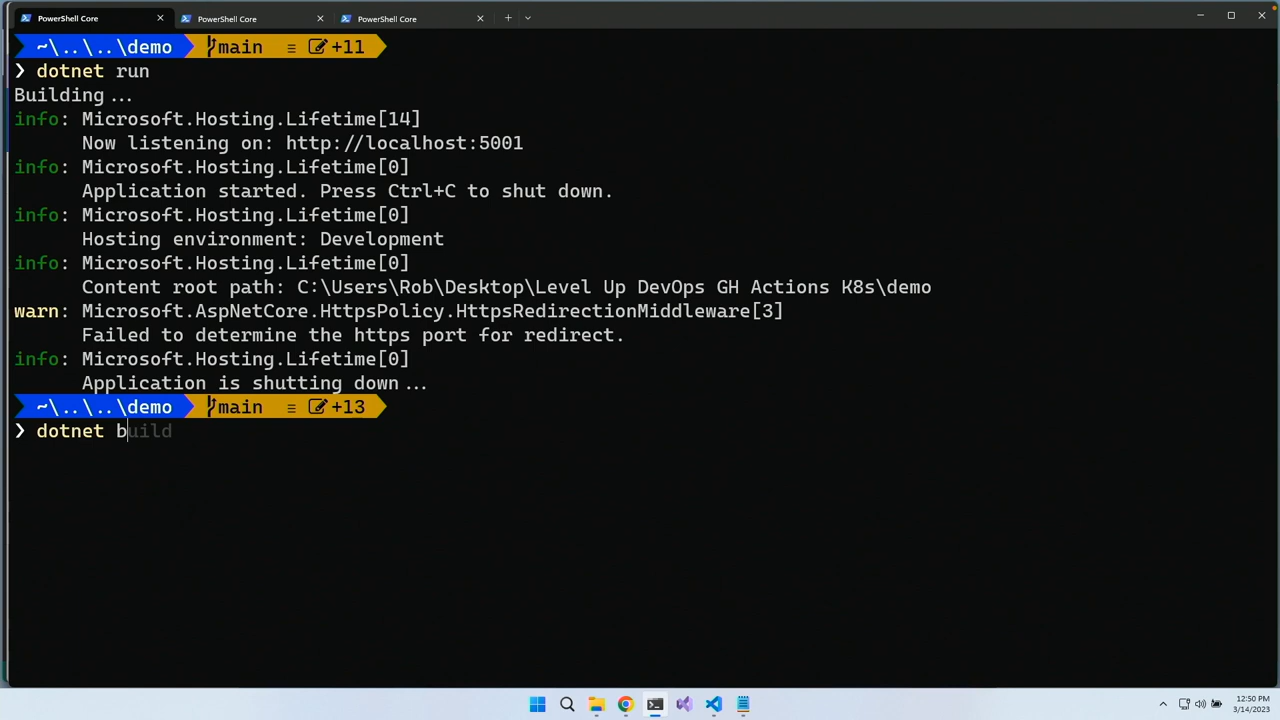 PowerShell Core
PowerShell Core
PowerShell Core
~\..\..\demo main ≡ +11
❯ dotnet run
Building...
info: Microsoft.Hosting.Lifetime[14]
Now listening on: http://localhost:5001
info: Microsoft.Hosting.Lifetime[0]
Application started. Press Ctrl+C to shut down.
info: Microsoft.Hosting.Lifetime[0]
Hosting environment: Development
info: Microsoft.Hosting.Lifetime[0]
Content root path: C:\Users\Rob\Desktop\Level Up DevOps GH Actions K8s\demo
warn: Microsoft.AspNetCore.HttpsPolicy.HttpsRedirectionMiddleware[3]
Failed to determine the https port for redirect.
info: Microsoft.Hosting.Lifetime[0]
Application is shutting down...
~\..\..\demo main ≡ +13
❯ dotnet build
12:50 PM
3/14/2023